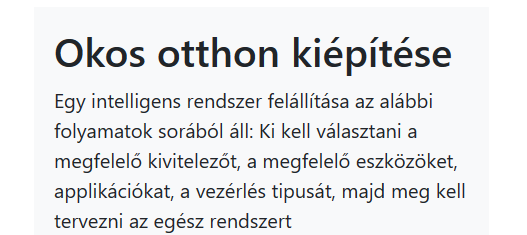 Okos otthon kiépítése
Egy intelligens rendszer felállítása az alábbi
folyamatok sorából áll: Ki kell választani a
megfelelő kivitelezőt, a megfelelő eszközöket,
applikációkat, a vezérlés tipusát, majd meg kell
tervezni az egész rendszert